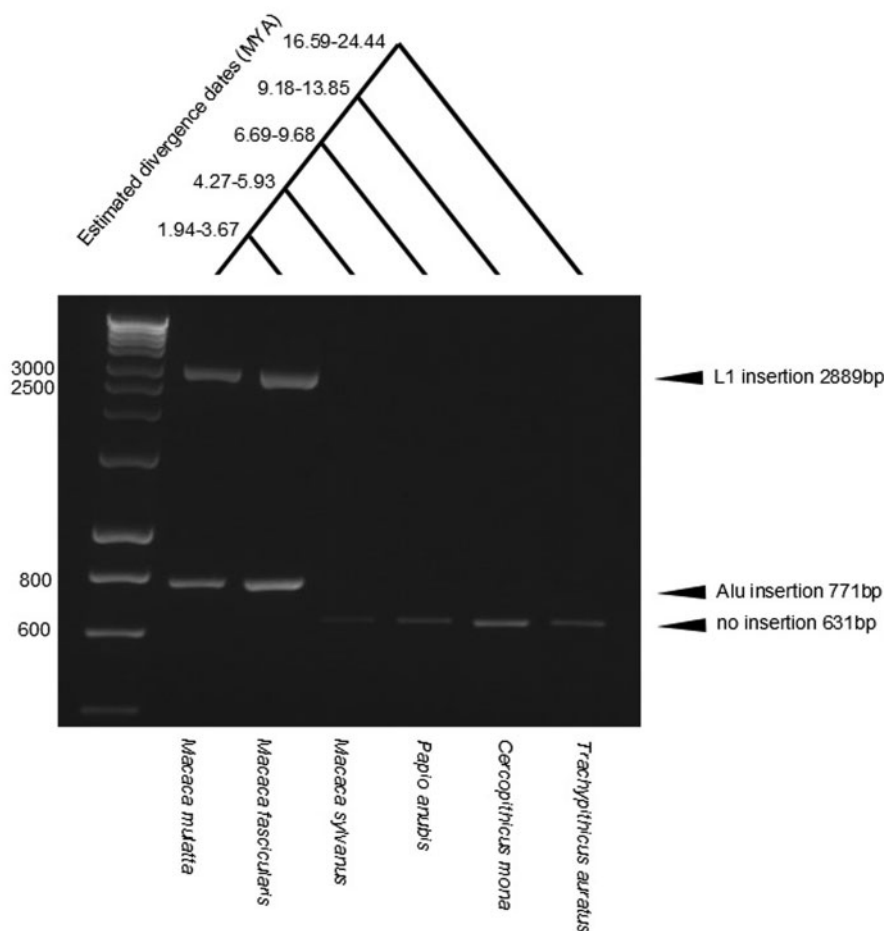 Estimated divergence dates (MYA)
16.59-24.44
9.18-13.85
6.69-9.68
4.27-5.93
1.94-3.67
3000
2500
800
600
L1 insertion 2889bp
Alu insertion 771bp
no insertion 631bp
Macaca mulatta
Macaca fascicularis
Macaca sylvanus
Papio anubis
Cercopithicus mona
Trachypithicus auratus